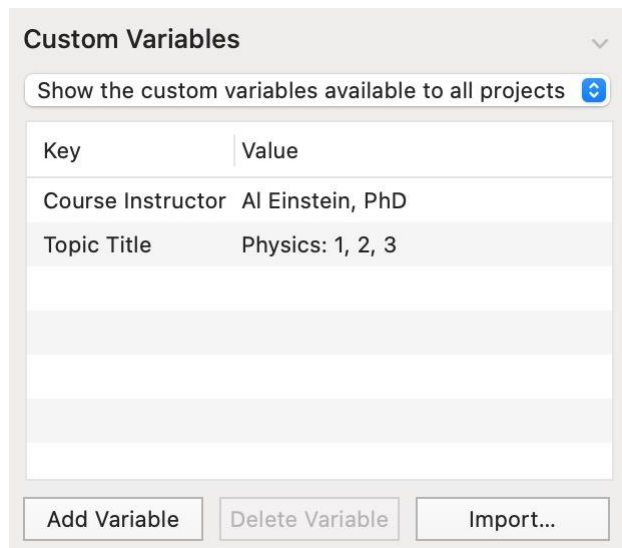 Custom Variables
Show the custom variables available to all projects
Key Value
Course Instructor Al Einstein, PhD
Topic Title Physics: 1, 2, 3
Add Variable Delete Variable Import...